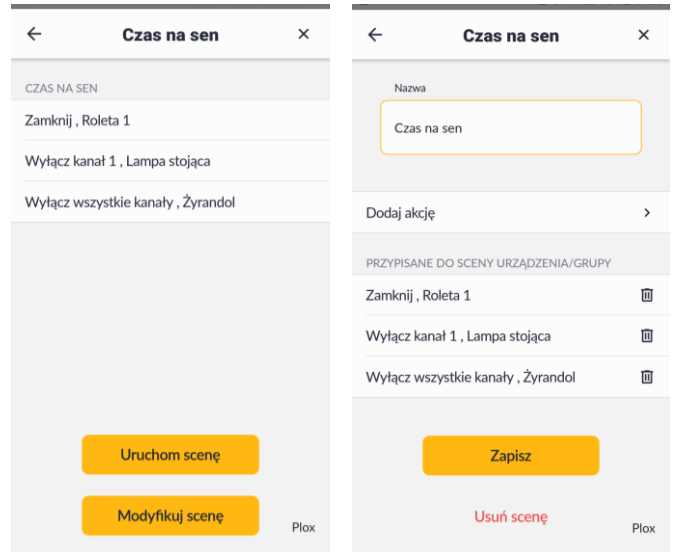 Czas na sen
CZAS NA SEN
Zamknij , Roleta 1
Wyłącz kanał 1 , Lampa stojąca
Wyłącz wszystkie kanały , Żyrandol
Uruchom scenę
Modyfikuj scenę
Plox
Czas na sen
Nazwa
Czas na sen
Dodaj akcję
PRZYPISANE DO SCENY URZĄDZENIA/GRUPY
Zamknij , Roleta 1
Wyłącz kanał 1 , Lampa stojąca
Wyłącz wszystkie kanały , Żyrandol
Zapisz
Usuń scenę
Plox